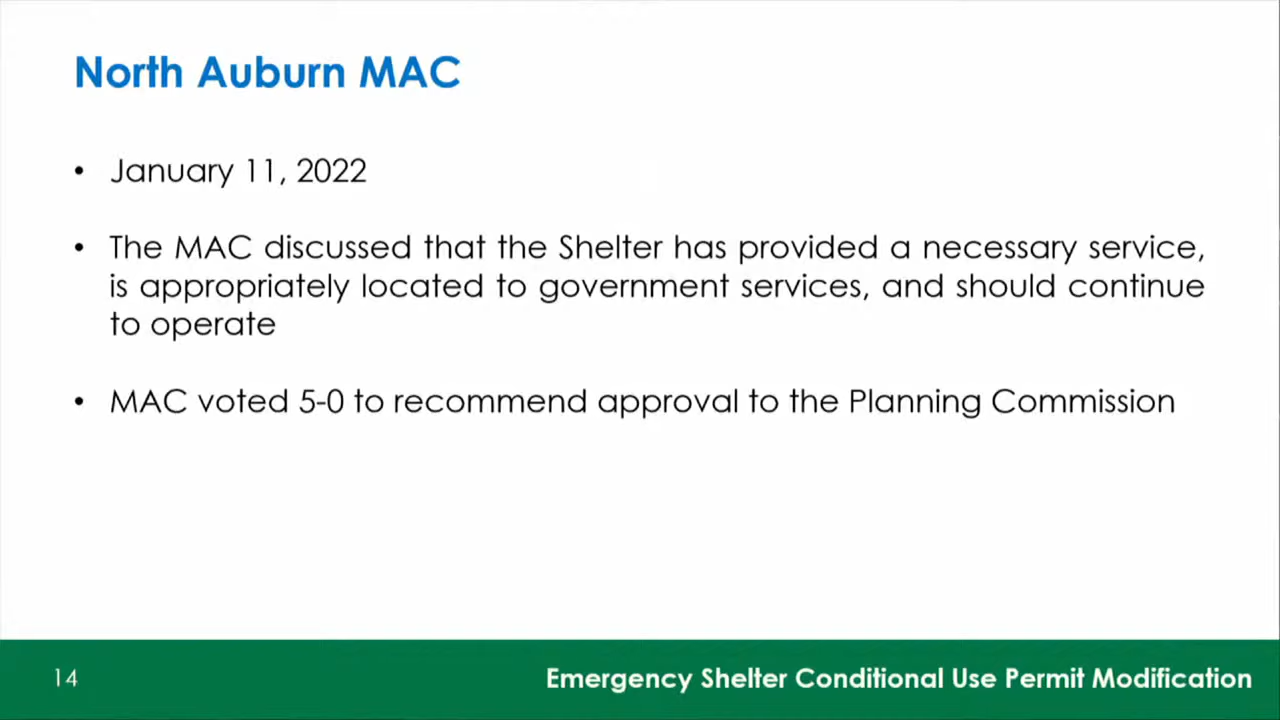 North Auburn MAC
• January 11, 2022
• The MAC discussed that the Shelter has provided a necessary service,
is appropriately located to government services, and should continue
to operate
• MAC voted 5-0 to recommend approval to the Planning Commission
14
Emergency Shelter Conditional Use Permit Modification